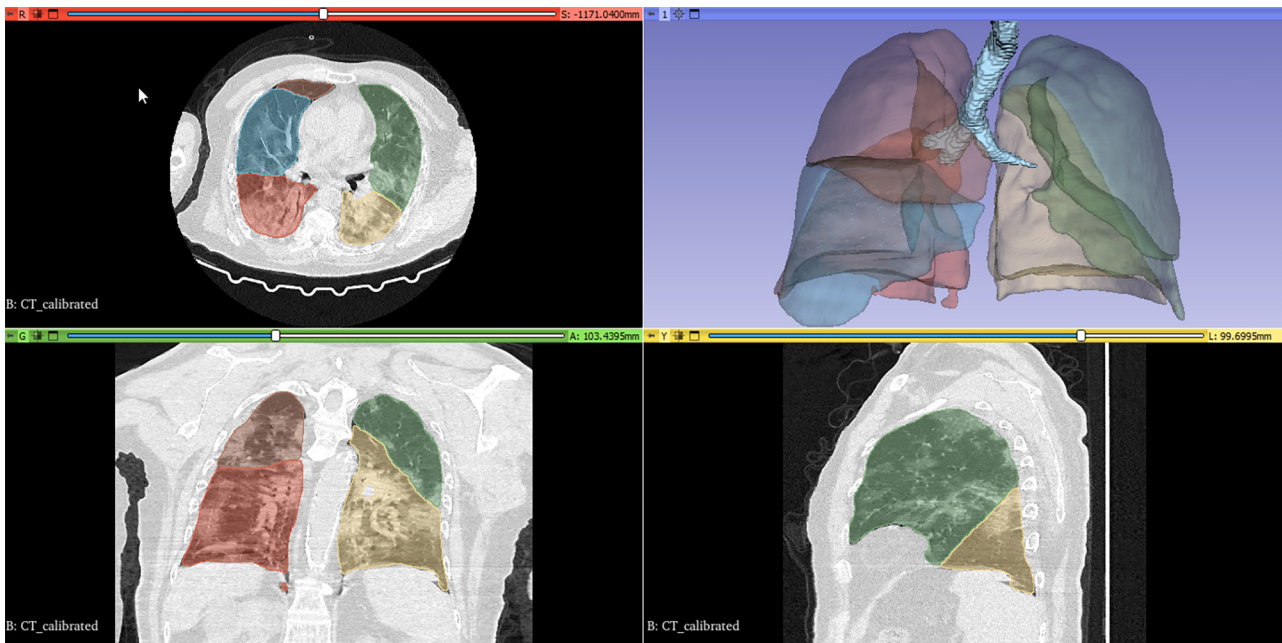 R
S: -1171.0400mm
1
B: CT_calibrated
G
A: 103.4395mm
Y
L: 99.6995mm
B: CT_calibrated
B: CT_calibrated